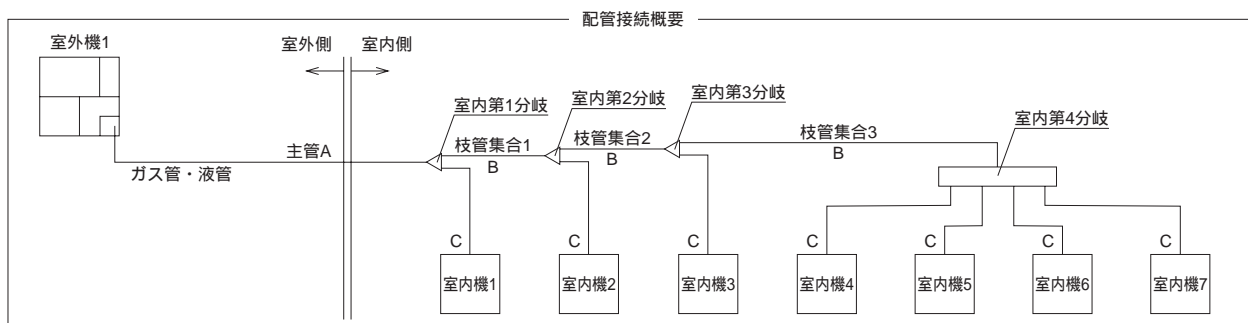 配管接続概要
室外機1
室外側
室内側
室内第1分岐
室内第2分岐
室内第3分岐
室内第4分岐
主管A
ガス管・液管
枝管集合1
B
枝管集合2
B
枝管集合3
B
C
C
C
C
C
C
C
室内機1
室内機2
室内機3
室内機4
室内機5
室内機6
室内機7